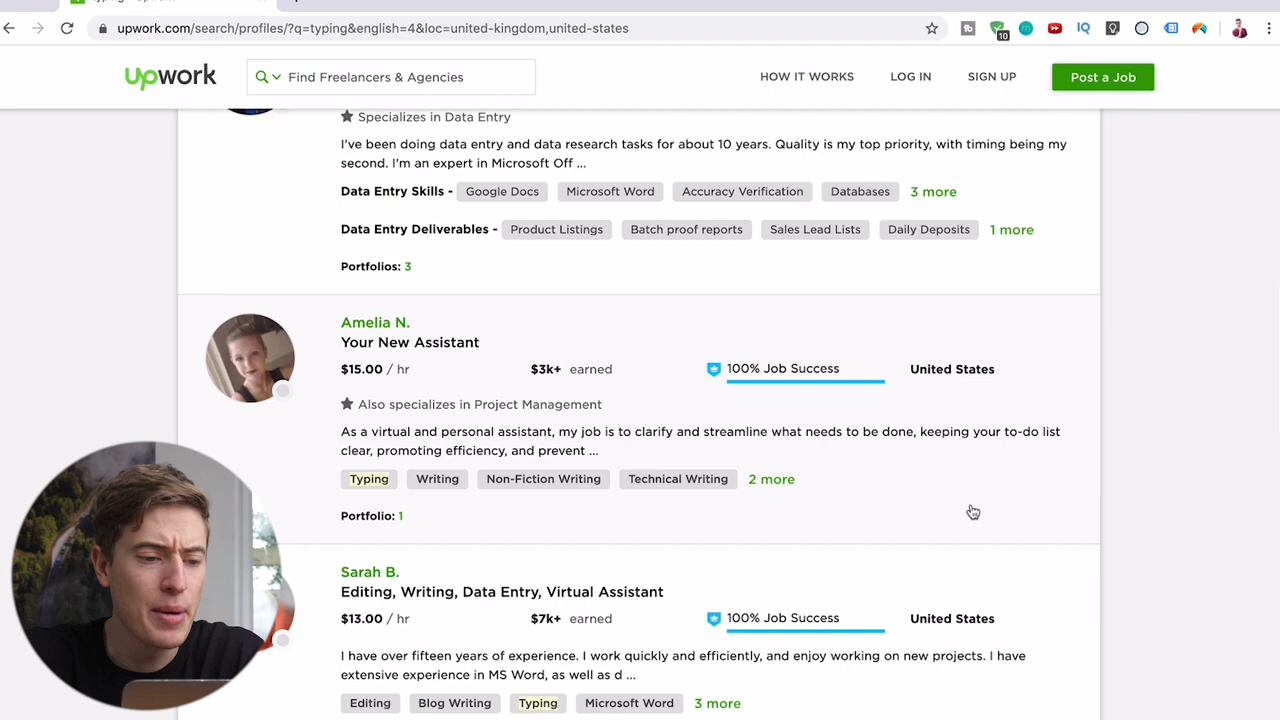 upwork.com/search/profiles/?q=typing&english=4&loc=united-kingdom,united-states
10
IQ
upwork
Find Freelancers & Agencies
HOW IT WORKS
LOG IN
SIGN UP
Post a Job
Specializes in Data Entry
I've been doing data entry and data research tasks for about 10 years. Quality is my top priority, with timing being my
second. I'm an expert in Microsoft Off ...
Data Entry Skills - Google Docs Microsoft Word Accuracy Verification Databases 3 more
Data Entry Deliverables - Product Listings Batch proof reports Sales Lead Lists Daily Deposits 1 more
Portfolios: 3
Amelia N.
Your New Assistant
$15.00 / hr $3k+ earned 100% Job Success United States
Also specializes in Project Management
As a virtual and personal assistant, my job is to clarify and streamline what needs to be done, keeping your to-do list
clear, promoting efficiency, and prevent ...
Typing Writing Non-Fiction Writing Technical Writing 2 more
Portfolio: 1
Sarah B.
Editing, Writing, Data Entry, Virtual Assistant
$13.00 / hr $7k+ earned 100% Job Success United States
I have over fifteen years of experience. I work quickly and efficiently, and enjoy working on new projects. I have
extensive experience in MS Word, as well as d ...
Editing Blog Writing Typing Microsoft Word 3 more